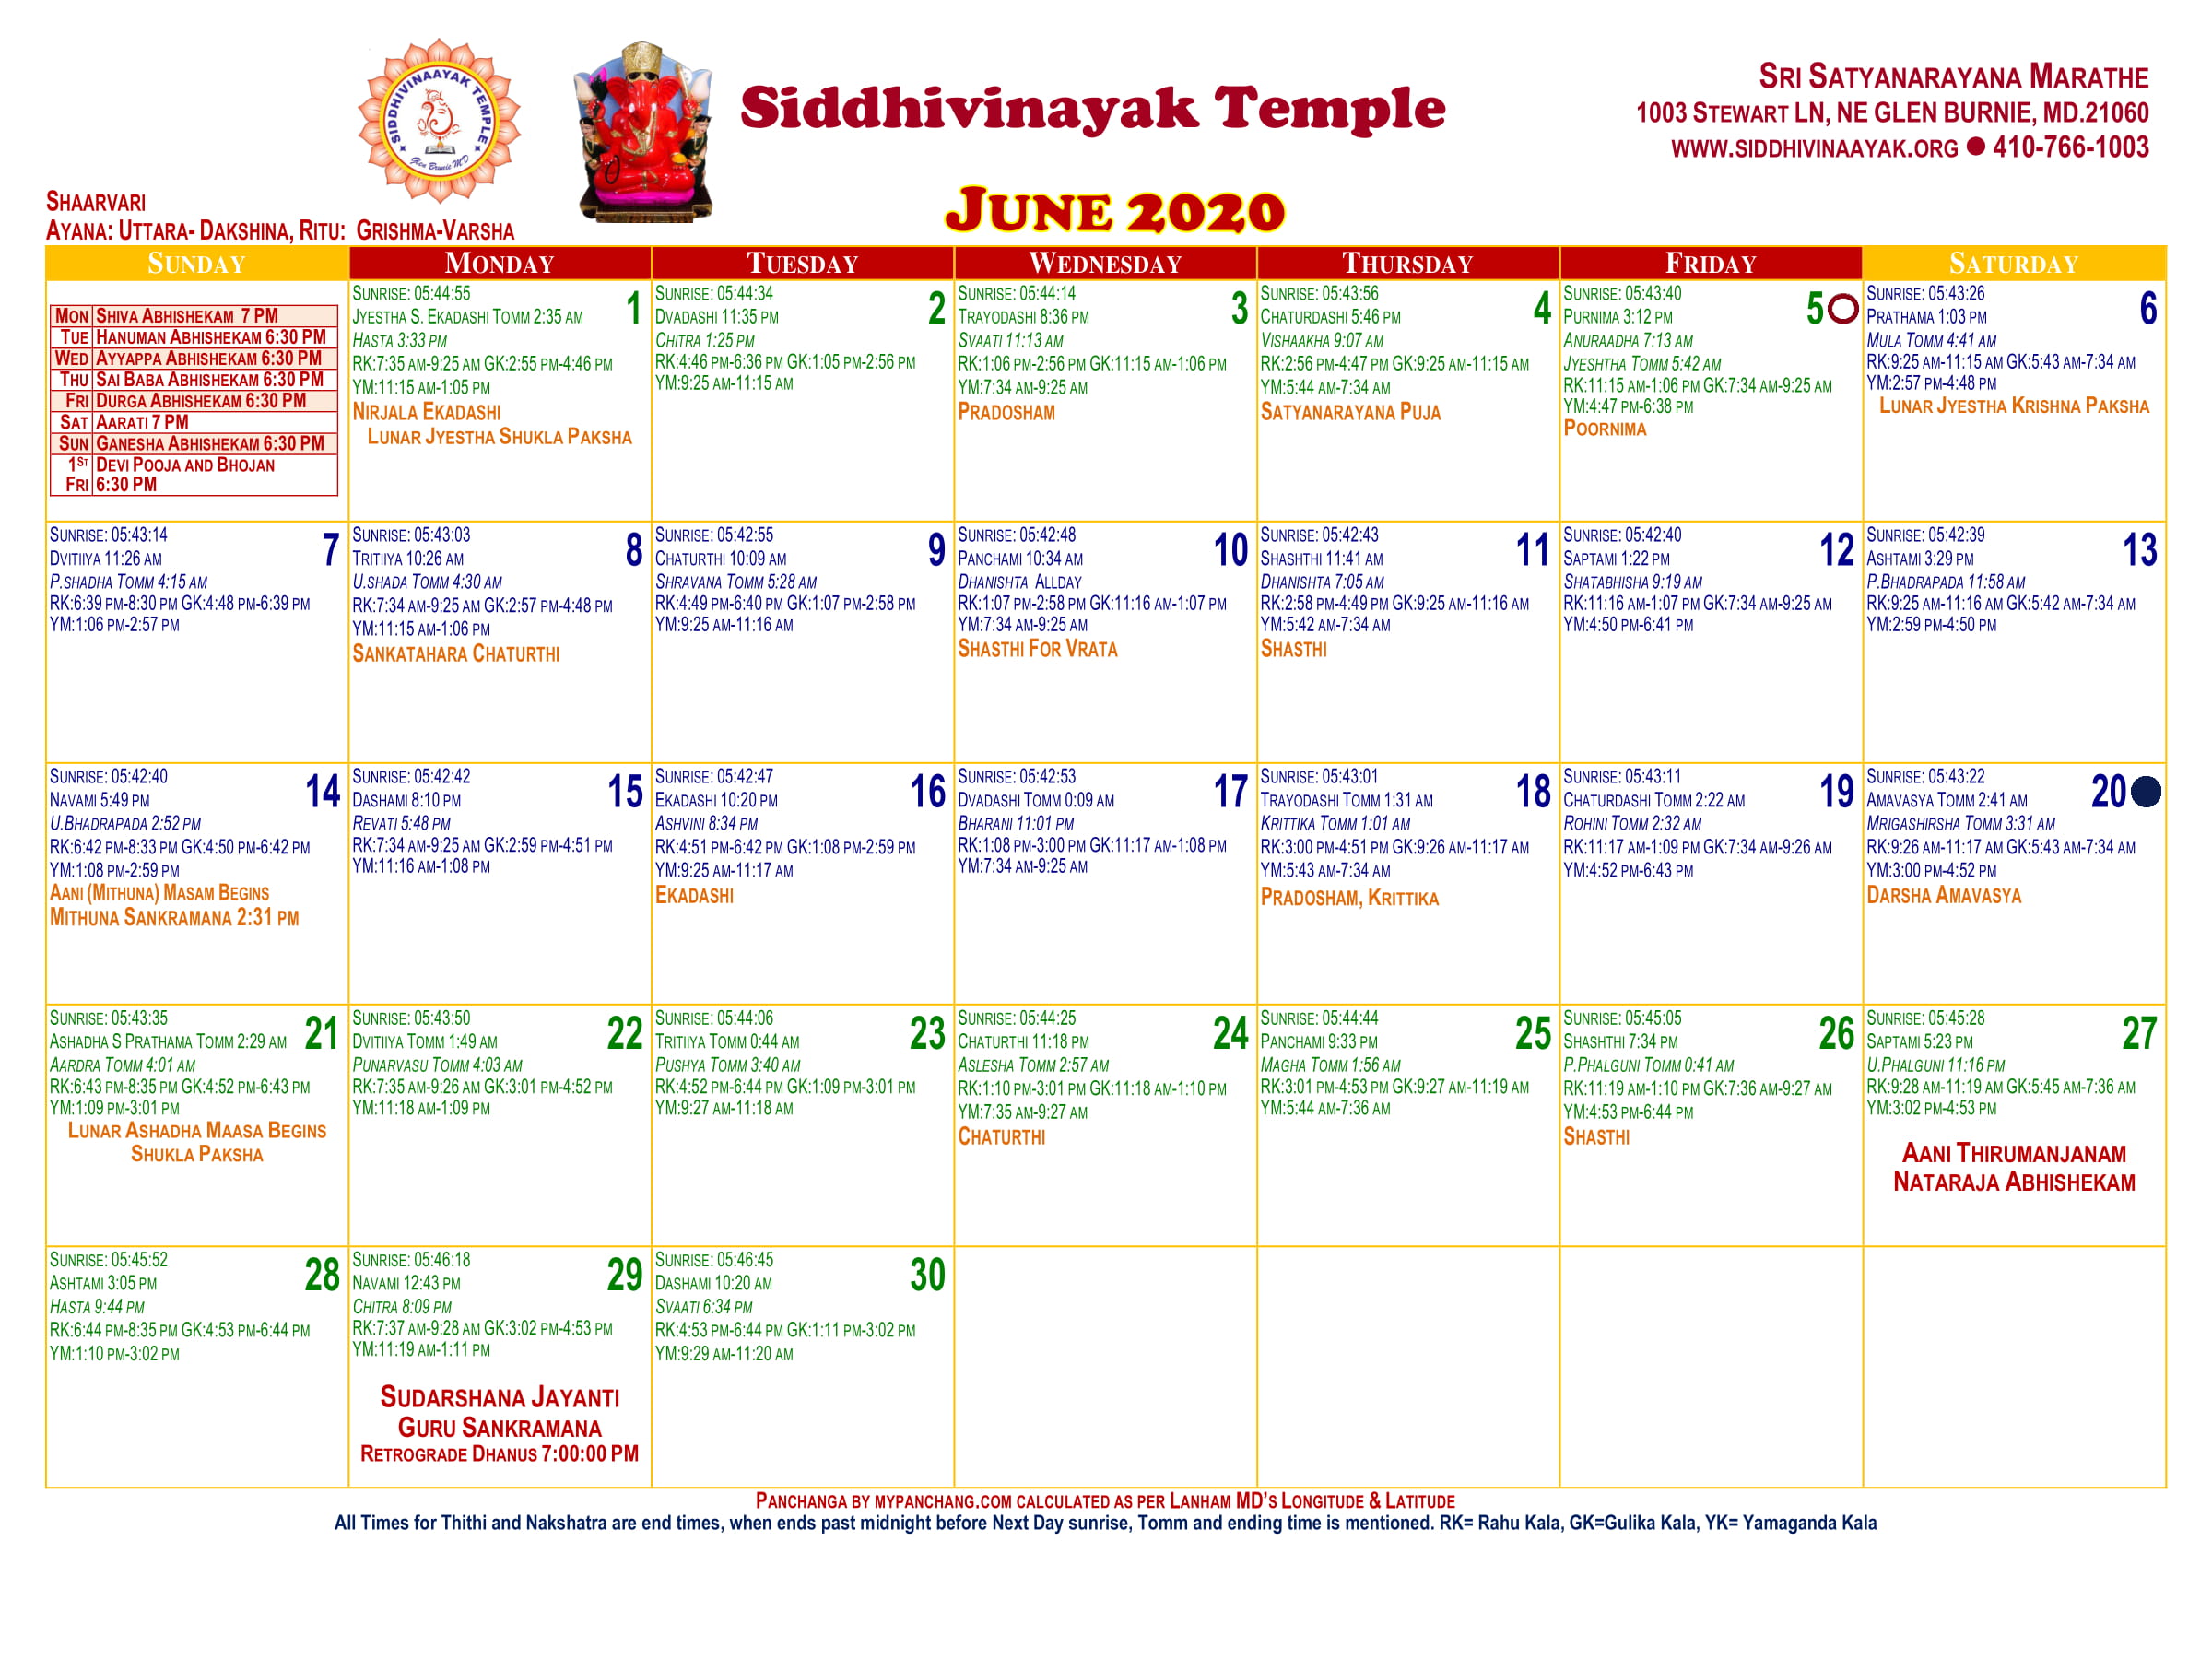 SIDDHIVINAAYAK TEMPLE
Glen Burnie MD
Siddhivinayak Temple
SRI SATYANARAYANA MARATHE
1003 STEWART LN, NE GLEN BURNIE, MD.21060
WWW.SIDDHIVINAAYAK.ORG ● 410-766-1003
SHAARVARI
AYANA: UTTARA- DAKSHINA, RITU: GRISHMA-VARSHA
JUNE 2020
SUNDAY MONDAY TUESDAY WEDNESDAY THURSDAY FRIDAY SATURDAY
MON SHIVA ABHISHEKAM 7 PM
TUE HANUMAN ABHISHEKAM 6:30 PM
WED AYYAPPA ABHISHEKAM 6:30 PM
THU SAI BABA ABHISHEKAM 6:30 PM
FRI DURGA ABHISHEKAM 6:30 PM
SAT AARATI 7 PM
SUN GANESHA ABHISHEKAM 6:30 PM
1ST DEVI POOJA AND BHOJAN
FRI 6:30 PM
SUNRISE: 05:44:55
1
JYESTHA S. EKADASHI TOMM 2:35 AM
HASTA 3:33 PM
RK:7:35 AM-9:25 AM GK:2:55 PM-4:46 PM
YM:11:15 AM-1:05 PM
NIRJALA EKADASHI
LUNAR JYESTHA SHUKLA PAKSHA
SUNRISE: 05:44:34
2
DVADASHI 11:35 PM
CHITRA 1:25 PM
RK:4:46 PM-6:36 PM GK:1:05 PM-2:56 PM
YM:9:25 AM-11:15 AM
SUNRISE: 05:44:14
3
TRAYODASHI 8:36 PM
SVAATI 11:13 AM
RK:1:06 PM-2:56 PM GK:11:15 AM-1:06 PM
YM:7:34 AM-9:25 AM
PRADOSHAM
SUNRISE: 05:43:56
4
CHATURDASHI 5:46 PM
VISHAAKHA 9:07 AM
RK:2:56 PM-4:47 PM GK:9:25 AM-11:15 AM
YM:5:44 AM-7:34 AM
SATYANARAYANA PUJA
SUNRISE: 05:43:40
5
PURNIMA 3:12 PM
ANURAADHA 7:13 AM
JYESHTHA TOMM 5:42 AM
RK:11:15 AM-1:06 PM GK:7:34 AM-9:25 AM
YM:4:47 PM-6:38 PM
POORNIMA
SUNRISE: 05:43:26
6
PRATHAMA 1:03 PM
MULA TOMM 4:41 AM
RK:9:25 AM-11:15 AM GK:5:43 AM-7:34 AM
YM:2:57 PM-4:48 PM
LUNAR JYESTHA KRISHNA PAKSHA
SUNRISE: 05:43:14
7
DVITIIYA 11:26 AM
P.SHADHA TOMM 4:15 AM
RK:6:39 PM-8:30 PM GK:4:48 PM-6:39 PM
YM:1:06 PM-2:57 PM
SUNRISE: 05:43:03
8
TRITIIYA 10:26 AM
U.SHADA TOMM 4:30 AM
RK:7:34 AM-9:25 AM GK:2:57 PM-4:48 PM
YM:11:15 AM-1:06 PM
SANKATAHARA CHATURTHI
SUNRISE: 05:42:55
9
CHATURTHI 10:09 AM
SHRAVANA TOMM 5:28 AM
RK:4:49 PM-6:40 PM GK:1:07 PM-2:58 PM
YM:9:25 AM-11:16 AM
SUNRISE: 05:42:48
10
PANCHAMI 10:34 AM
DHANISHTA ALLDAY
RK:1:07 PM-2:58 PM GK:11:16 AM-1:07 PM
YM:7:34 AM-9:25 AM
SHASTHI FOR VRATA
SUNRISE: 05:42:43
11
SHASHTHI 11:41 AM
DHANISHTA 7:05 AM
RK:2:58 PM-4:49 PM GK:9:25 AM-11:16 AM
YM:5:42 AM-7:34 AM
SHASTHI
SUNRISE: 05:42:40
12
SAPTAMI 1:22 PM
SHATABHISHA 9:19 AM
RK:11:16 AM-1:07 PM GK:7:34 AM-9:25 AM
YM:4:50 PM-6:41 PM
SUNRISE: 05:42:39
13
ASHTAMI 3:29 PM
P.BHADRAPADA 11:58 AM
RK:9:25 AM-11:16 AM GK:5:42 AM-7:34 AM
YM:2:59 PM-4:50 PM
SUNRISE: 05:42:40
14
NAVAMI 5:49 PM
U.BHADRAPADA 2:52 PM
RK:6:42 PM-8:33 PM GK:4:50 PM-6:42 PM
YM:1:08 PM-2:59 PM
AANI (MITHUNA) MASAM BEGINS
MITHUNA SANKRAMANA 2:31 PM
SUNRISE: 05:42:42
15
DASHAMI 8:10 PM
REVATI 5:48 PM
RK:7:34 AM-9:25 AM GK:2:59 PM-4:51 PM
YM:11:16 AM-1:08 PM
SUNRISE: 05:42:47
16
EKADASHI 10:20 PM
ASHVINI 8:34 PM
RK:4:51 PM-6:42 PM GK:1:08 PM-2:59 PM
YM:9:25 AM-11:17 AM
EKADASHI
SUNRISE: 05:42:53
17
DVADASHI TOMM 0:09 AM
BHARANI 11:01 PM
RK:1:08 PM-3:00 PM GK:11:17 AM-1:08 PM
YM:7:34 AM-9:25 AM
SUNRISE: 05:43:01
18
TRAYODASHI TOMM 1:31 AM
KRITTIKA TOMM 1:01 AM
RK:3:00 PM-4:51 PM GK:9:26 AM-11:17 AM
YM:5:43 AM-7:34 AM
PRADOSHAM, KRITTIKA
SUNRISE: 05:43:11
19
CHATURDASHI TOMM 2:22 AM
ROHINI TOMM 2:32 AM
RK:11:17 AM-1:09 PM GK:7:34 AM-9:26 AM
YM:4:52 PM-6:43 PM
SUNRISE: 05:43:22
20
AMAVASYA TOMM 2:41 AM
MRIGASHIRSHA TOMM 3:31 AM
RK:9:26 AM-11:17 AM GK:5:43 AM-7:34 AM
YM:3:00 PM-4:52 PM
DARSHA AMAVASYA
SUNRISE: 05:43:35
21
ASHADHA S PRATHAMA TOMM 2:29 AM
AARDRA TOMM 4:01 AM
RK:6:43 PM-8:35 PM GK:4:52 PM-6:43 PM
YM:1:09 PM-3:01 PM
LUNAR ASHADHA MAASA BEGINS
SHUKLA PAKSHA
SUNRISE: 05:43:50
22
DVITIIYA TOMM 1:49 AM
PUNARVASU TOMM 4:03 AM
RK:7:35 AM-9:26 AM GK:3:01 PM-4:52 PM
YM:11:18 AM-1:09 PM
SUNRISE: 05:44:06
23
TRITIIYA TOMM 0:44 AM
PUSHYA TOMM 3:40 AM
RK:4:52 PM-6:44 PM GK:1:09 PM-3:01 PM
YM:9:27 AM-11:18 AM
SUNRISE: 05:44:25
24
CHATURTHI 11:18 PM
ASLESHA TOMM 2:57 AM
RK:1:10 PM-3:01 PM GK:11:18 AM-1:10 PM
YM:7:35 AM-9:27 AM
CHATURTHI
SUNRISE: 05:44:44
25
PANCHAMI 9:33 PM
MAGHA TOMM 1:56 AM
RK:3:01 PM-4:53 PM GK:9:27 AM-11:19 AM
YM:5:44 AM-7:36 AM
SUNRISE: 05:45:05
26
SHASHTHI 7:34 PM
P.PHALGUNI TOMM 0:41 AM
RK:11:19 AM-1:10 PM GK:7:36 AM-9:27 AM
YM:4:53 PM-6:44 PM
SHASTHI
SUNRISE: 05:45:28
27
SAPTAMI 5:23 PM
U.PHALGUNI 11:16 PM
RK:9:28 AM-11:19 AM GK:5:45 AM-7:36 AM
YM:3:02 PM-4:53 PM
AANI THIRUMANJANAM
NATARAJA ABHISHEKAM
SUNRISE: 05:45:52
28
ASHTAMI 3:05 PM
HASTA 9:44 PM
RK:6:44 PM-8:35 PM GK:4:53 PM-6:44 PM
YM:1:10 PM-3:02 PM
SUNRISE: 05:46:18
29
NAVAMI 12:43 PM
CHITRA 8:09 PM
RK:7:37 AM-9:28 AM GK:3:02 PM-4:53 PM
YM:11:19 AM-1:11 PM
SUDARSHANA JAYANTI
GURU SANKRAMANA
RETROGRADE DHANUS 7:00:00 PM
SUNRISE: 05:46:45
30
DASHAMI 10:20 AM
SVAATI 6:34 PM
RK:4:53 PM-6:44 PM GK:1:11 PM-3:02 PM
YM:9:29 AM-11:20 AM
PANCHANGA BY MYPANCHANG.COM CALCULATED AS PER LANHAM MD'S LONGITUDE & LATITUDE
All Times for Thithi and Nakshatra are end times, when ends past midnight before Next Day sunrise, Tomm and ending time is mentioned. RK= Rahu Kala, GK=Gulika Kala, YK= Yamaganda Kala